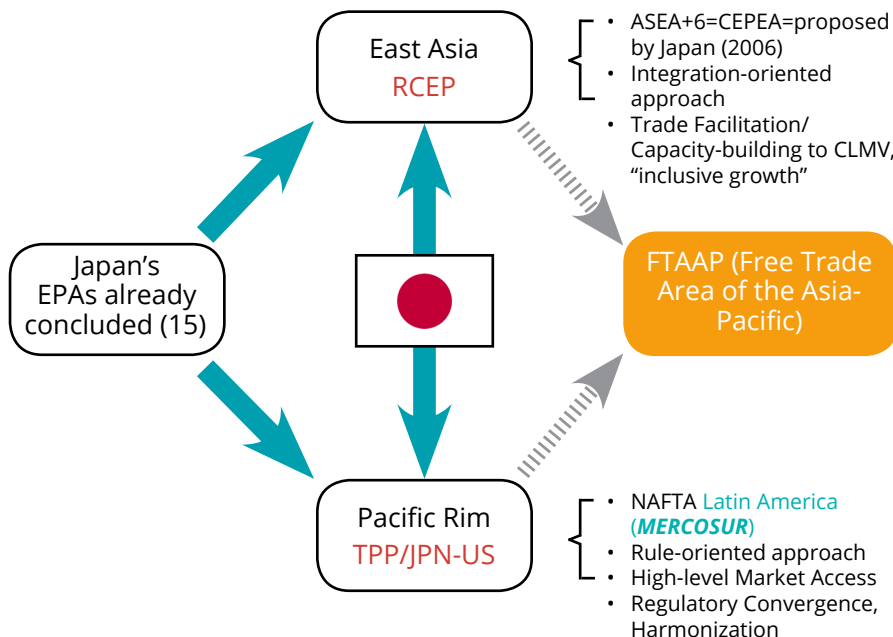 East Asia
RCEP
• ASEA+6=CEPEA=proposed
by Japan (2006)
• Integration-oriented
approach
• Trade Facilitation/
Capacity-building to CLMV,
“inclusive growth”
Japan’s
EPAs already
concluded (15)
FTAAP (Free Trade
Area of the Asia-
Pacific)
Pacific Rim
TPP/JPN-US
• NAFTA Latin America
(MERCOSUR)
• Rule-oriented approach
• High-level Market Access
• Regulatory Convergence,
Harmonization